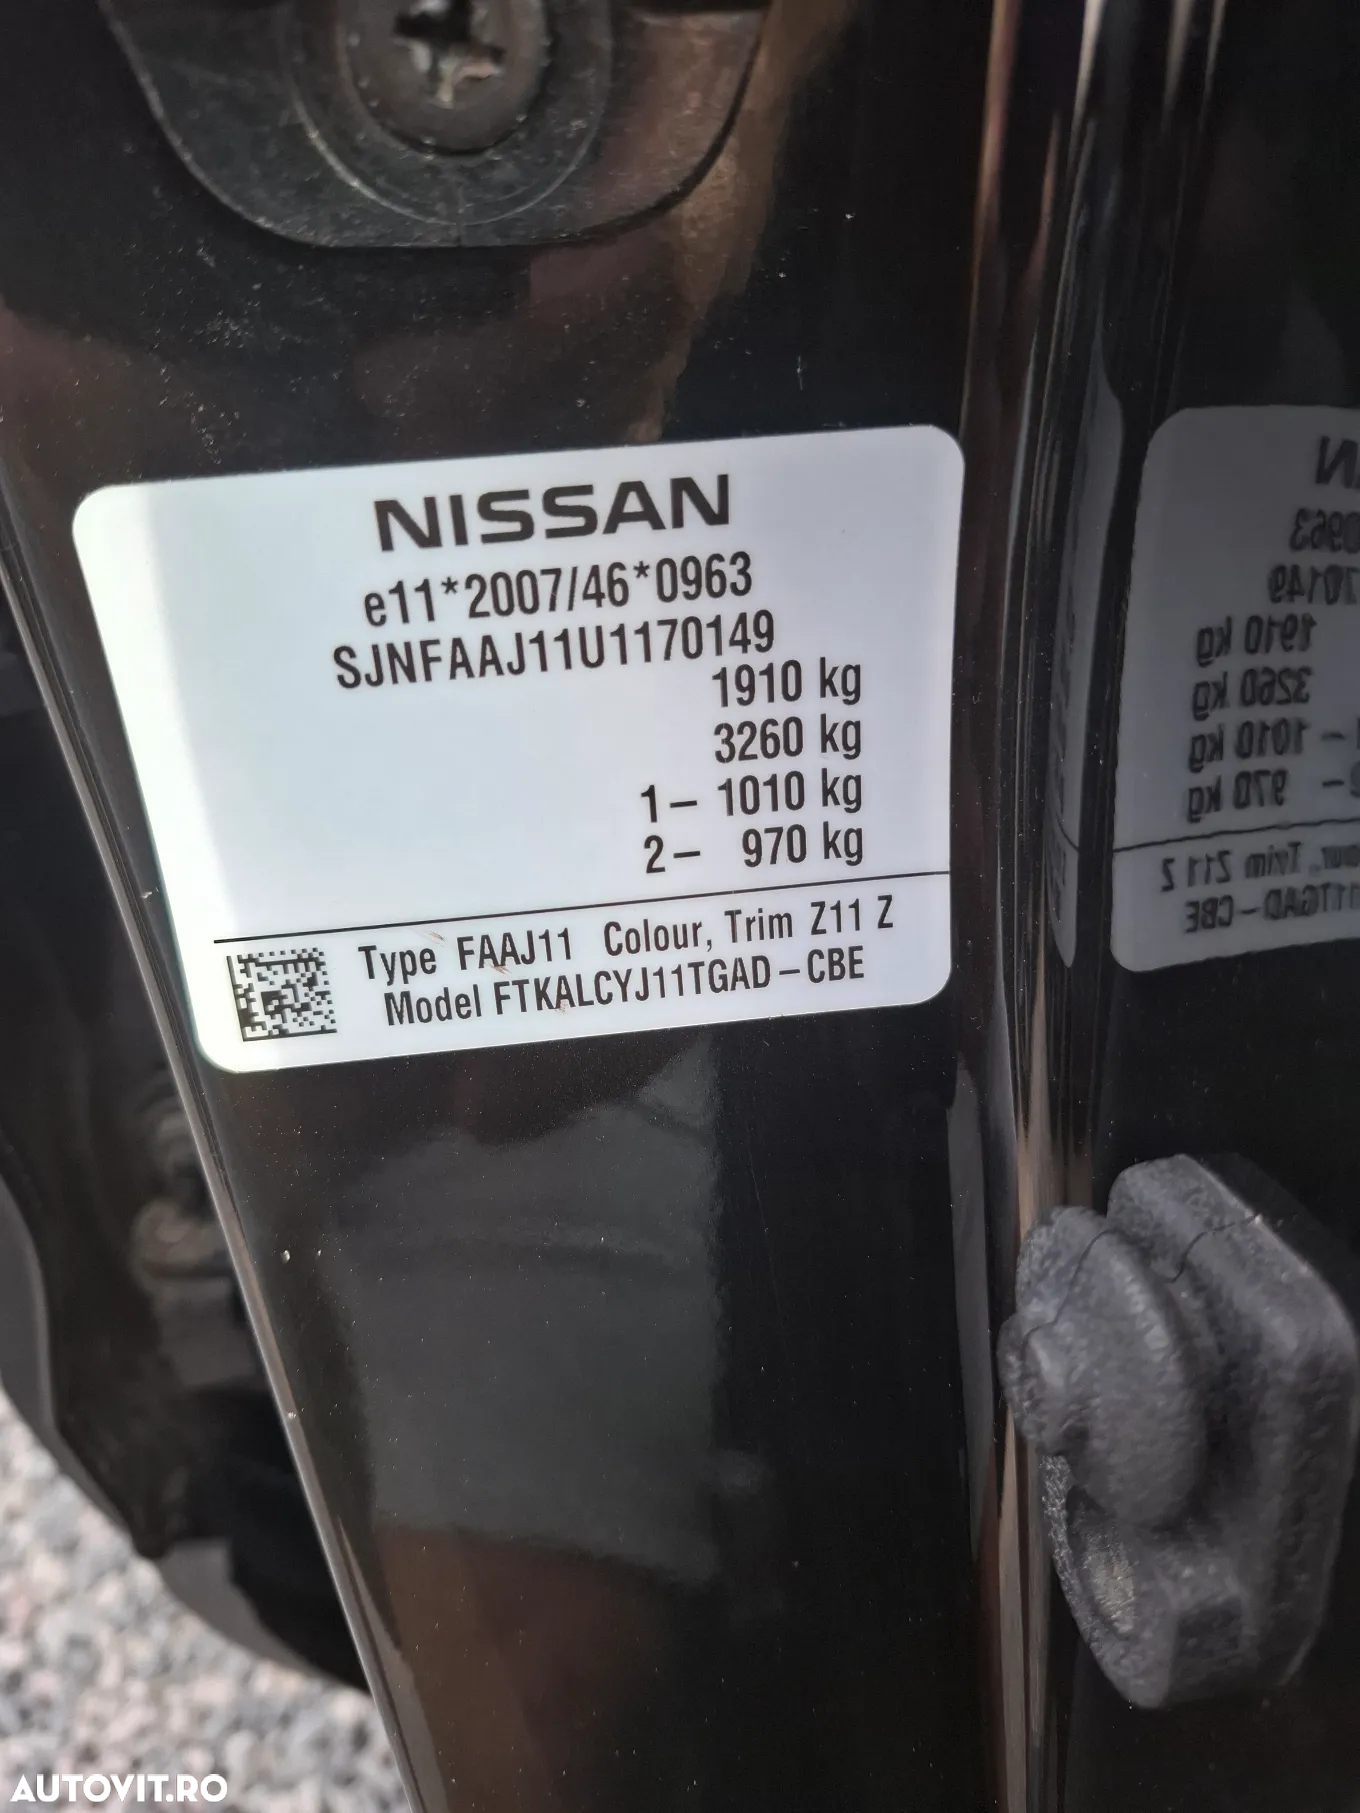 NISSAN
e11*2007/46*0963
SJNFAAJ11U1170149
1910 kg
3260 kg
1– 1010 kg
2– 970 kg
Type FAAJ11 Colour, Trim Z11 Z
Model FTKALCYJ11TGAD–CBE
AUTOVIT.RO